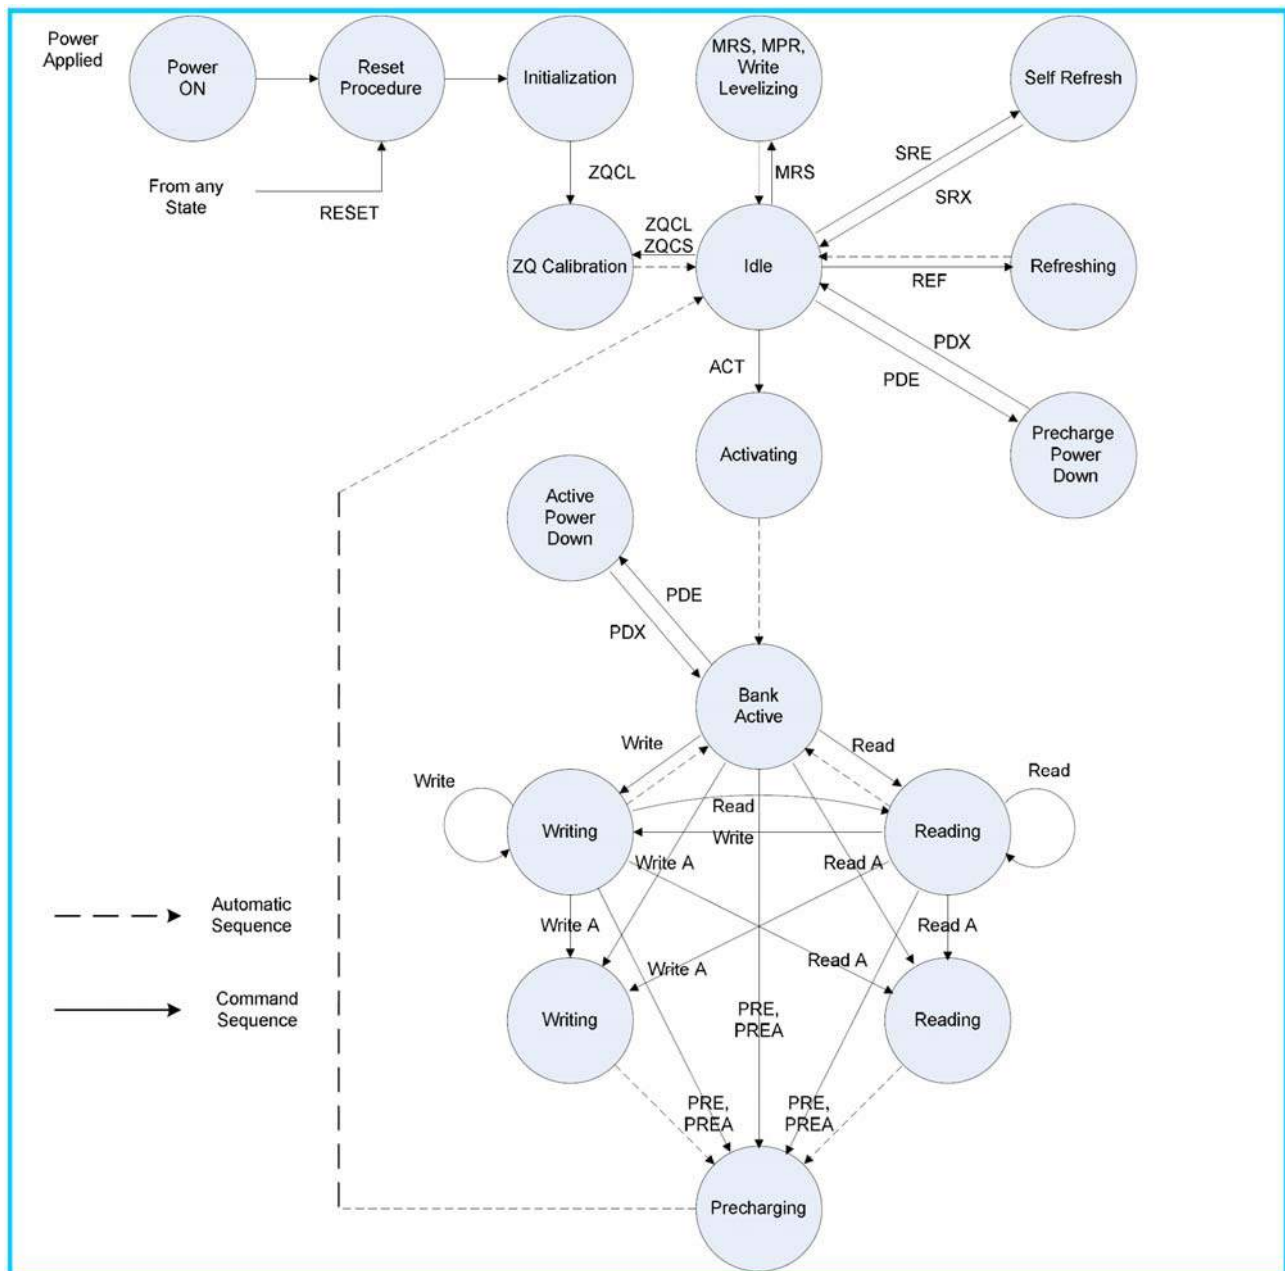 Power
Applied
Power
ON
Reset
Procedure
Initialization
MRS, MPR,
Write
Levelizing
Self Refresh
From any
State
RESET
ZQCL
MRS
SRE
SRX
ZQCL
ZQCS
ZQ Calibration
Idle
REF
Refreshing
ACT
PDX
PDE
Activating
Precharge
Power
Down
Active
Power
Down
PDE
PDX
Bank
Active
Write
Read
Write
Read
Read
Writing
Write
Reading
Write A
Read A
Automatic
Sequence
Write A
Read A
Write A
Read A
Command
Sequence
Writing
PRE,
PREA
Reading
PRE,
PREA
PRE,
PREA
Precharging